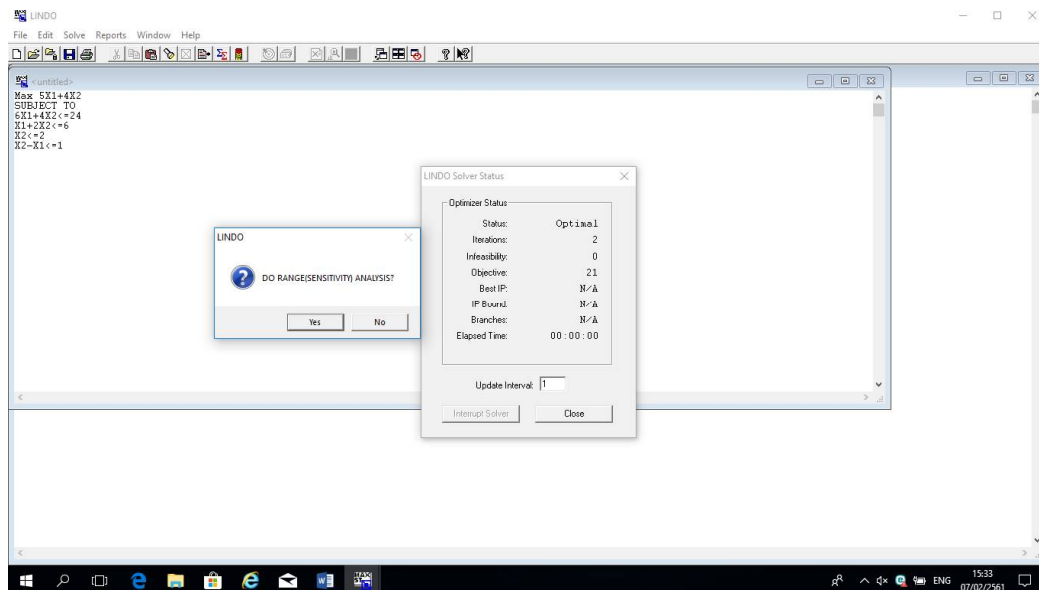 LINDO
File Edit Solve Reports Window Help
<untitled>
Max 5X1+4X2
SUBJECT TO
6X1+4X2<=24
X1+2X2<=6
X2<=2
X2-X1<=1
LINDO Solver Status
Optimizer Status
Status: Optimal
Iterations: 2
Infeasibility: 0
Objective: 21
Best IP: N/A
IP Bound: N/A
Branches: N/A
Elapsed Time: 00:00:00
Update Interval: 1
Interrupt Solver Close
LINDO
DO RANGE(SENSITIVITY) ANALYSIS?
Yes No
ENG
15:33
07/02/2561